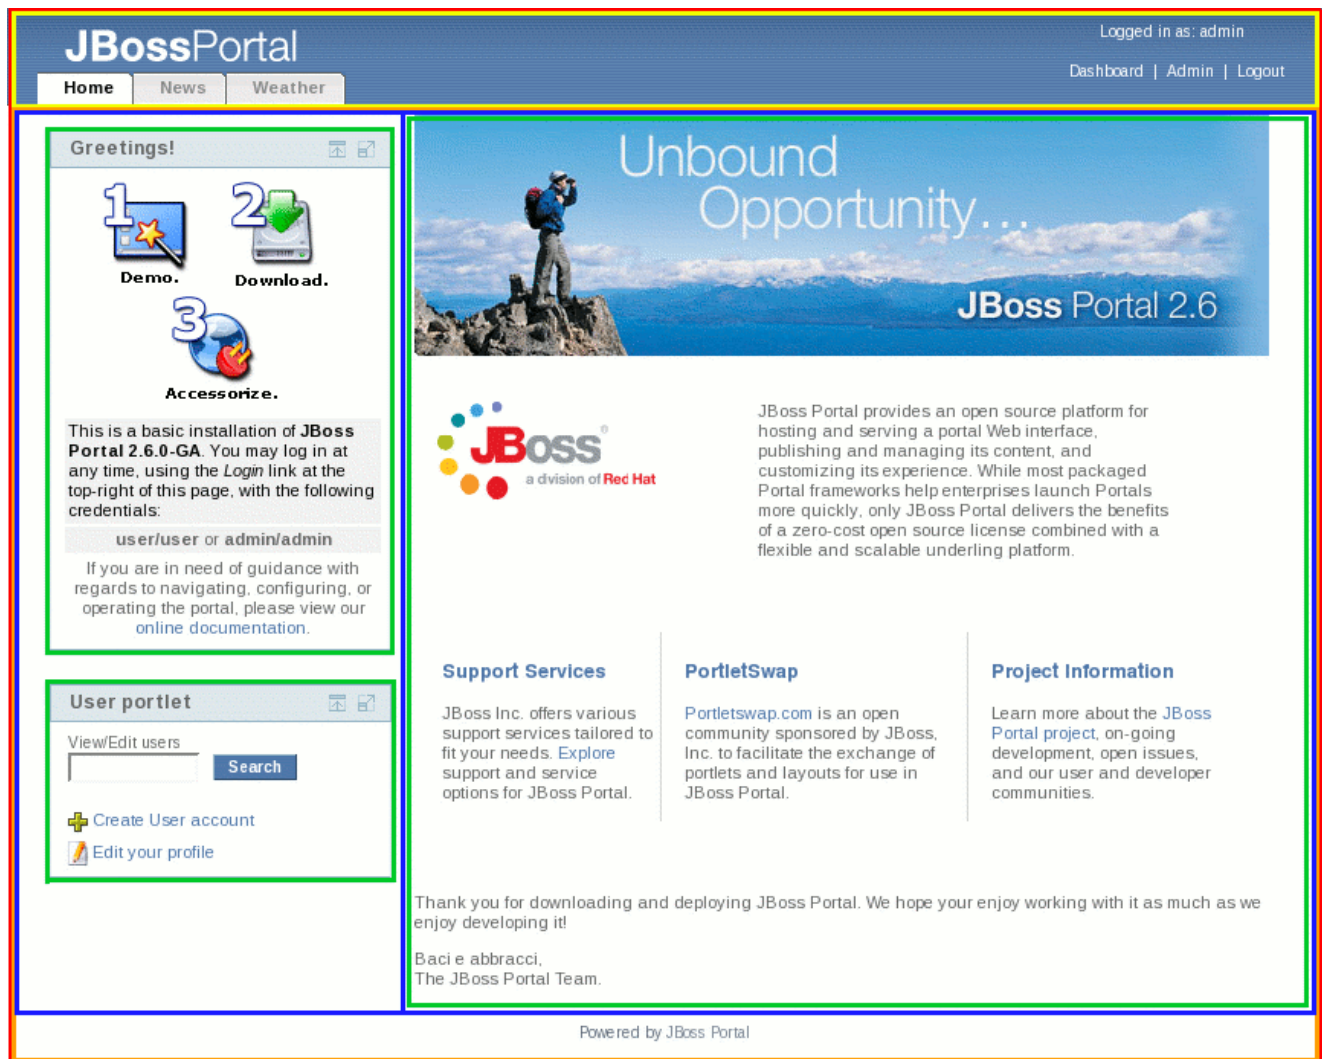 JBossPortal
Logged in as: admin
Dashboard | Admin | Logout
Home News Weather
Greetings!
1
Demo.
2
Download.
3
Accessorize.
This is a basic installation of JBoss
Portal 2.6.0-GA. You may log in at
any time, using the Login link at the
top-right of this page, with the following
credentials:
user/user or admin/admin
If you are in need of guidance with
regards to navigating, configuring, or
operating the portal, please view our
online documentation.
User portlet
View/Edit users
Search
Create User account
Edit your profile
Unbound
Opportunity...
JBoss Portal 2.6
JBoss®
a division of Red Hat
JBoss Portal provides an open source platform for
hosting and serving a portal Web interface,
publishing and managing its content, and
customizing its experience. While most packaged
Portal frameworks help enterprises launch Portals
more quickly, only JBoss Portal delivers the benefits
of a zero-cost open source license combined with a
flexible and scalable underling platform.
Support Services
JBoss Inc. offers various
support services tailored to
fit your needs. Explore
support and service
options for JBoss Portal.
PortletSwap
Portletswap.com is an open
community sponsored by JBoss,
Inc. to facilitate the exchange of
portlets and layouts for use in
JBoss Portal.
Project Information
Learn more about the JBoss
Portal project, on-going
development, open issues,
and our user and developer
communities.
Thank you for downloading and deploying JBoss Portal. We hope your enjoy working with it as much as we
enjoy developing it!
Baci e abbracci,
The JBoss Portal Team.
Powered by JBoss Portal